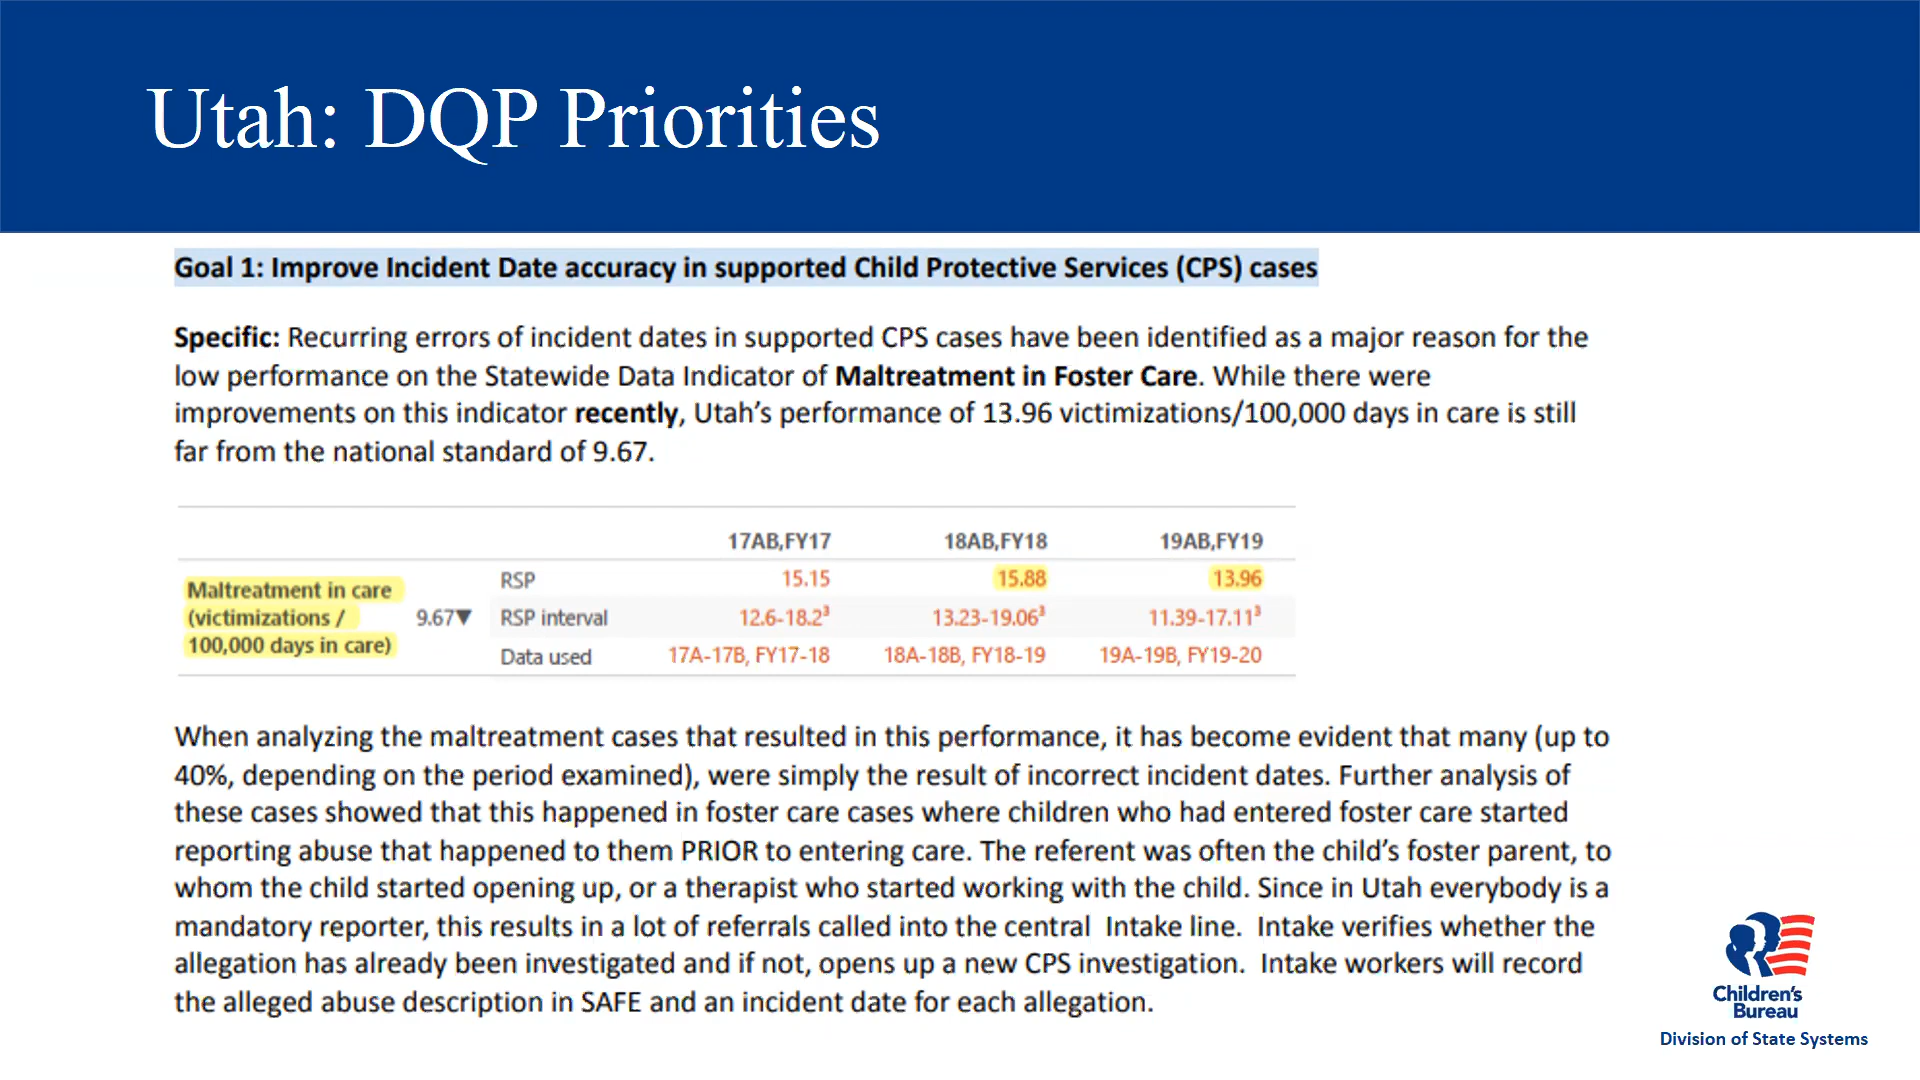 Utah: DQP Priorities
Goal 1: Improve Incident Date accuracy in supported Child Protective Services (CPS) cases
Specific: Recurring errors of incident dates in supported CPS cases have been identified as a major reason for the
low performance on the Statewide Data Indicator of Maltreatment in Foster Care. While there were
improvements on this indicator recently, Utah's performance of 13.96 victimizations/100,000 days in care is still
far from the national standard of 9.67.
17AB,FY17 18AB,FY18 19AB,FY19
Maltreatment in care
(victimizations /
100,000 days in care)
9.67▼
RSP 15.15 15.88 13.96
RSP interval 12.6-18.2³ 13.23-19.06³ 11.39-17.11³
Data used 17A-17B, FY17-18 18A-18B, FY18-19 19A-19B, FY19-20
When analyzing the maltreatment cases that resulted in this performance, it has become evident that many (up to
40%, depending on the period examined), were simply the result of incorrect incident dates. Further analysis of
these cases showed that this happened in foster care cases where children who had entered foster care started
reporting abuse that happened to them PRIOR to entering care. The referent was often the child's foster parent, to
whom the child started opening up, or a therapist who started working with the child. Since in Utah everybody is a
mandatory reporter, this results in a lot of referrals called into the central Intake line. Intake verifies whether the
allegation has already been investigated and if not, opens up a new CPS investigation. Intake workers will record
the alleged abuse description in SAFE and an incident date for each allegation.
Children's
Bureau
Division of State Systems